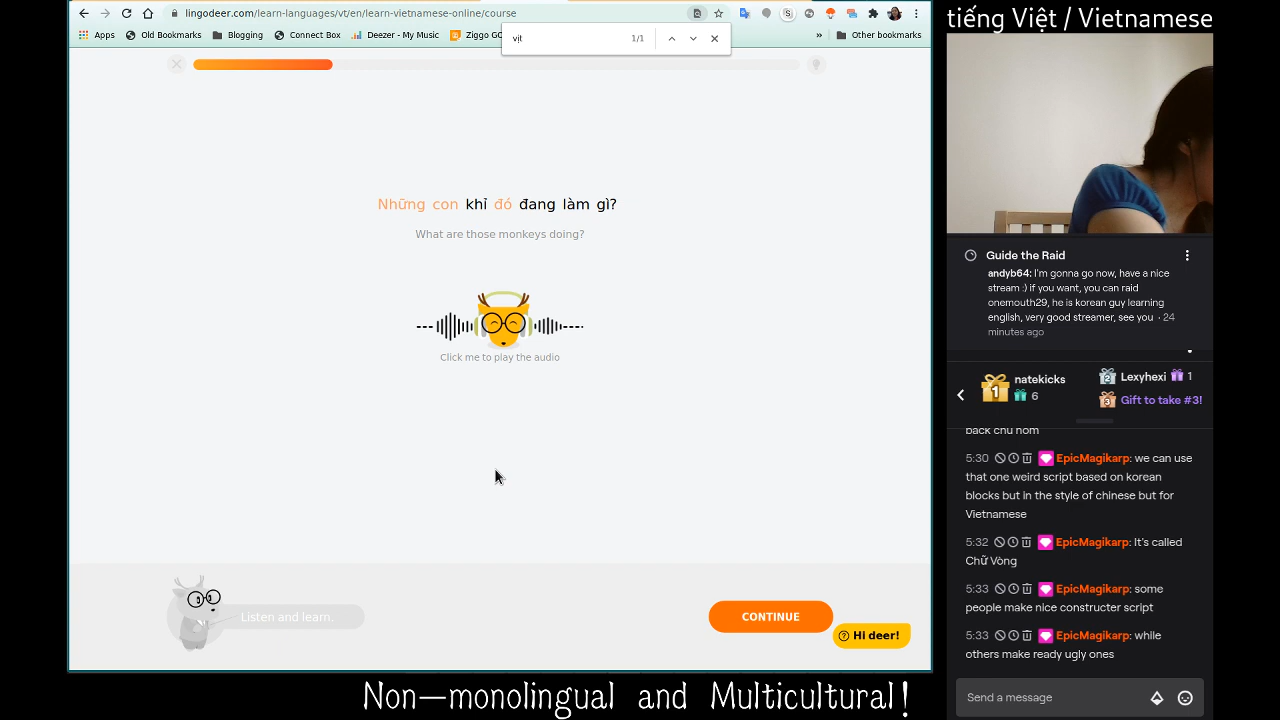 lingodeer.com/learn-languages/vt/en/learn-vietnamese-online/course
Apps
Old Bookmarks
Blogging
Connect Box
Deezer - My Music
Ziggo GO
»
Other bookmarks
vịt
1/1
Những con khỉ đó đang làm gì?
What are those monkeys doing?
Click me to play the audio
Listen and learn.
CONTINUE
Hi deer!
tiếng Việt / Vietnamese
Guide the Raid
andyb64: I'm gonna go now, have a nice
stream :) if you want, you can raid
onemouth29, he is korean guy learning
english, very good streamer, see you • 24
minutes ago
1
natekicks
6
2
Lexyhexi 1
3
Gift to take #3!
back chu nom
5:30 EpicMagikarp: we can use
that one weird script based on korean
blocks but in the style of chinese but for
Vietnamese
5:32 EpicMagikarp: It's called
Chữ Vòng
5:33 EpicMagikarp: some
people make nice constructer script
5:33 EpicMagikarp: while
others make ready ugly ones
Send a message
Non-monolingual and Multicultural!